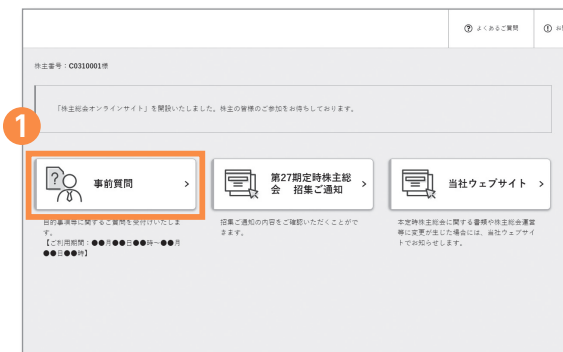 よくあるご質問
株主番号：C0310001様
「株主総会オンラインサイト」を開設いたしました。株主の皆様のご参加をお待ちしております。
1
事前質問
第27期定時株主総
会　招集ご通知
当社ウェブサイト
目的事項等に関するご質問を受付けいたしま
す。
【ご利用期間：●●月●●日●●時～●●月
●●日●●時】
招集ご通知の内容をご確認いただくことがで
きます。
本定時株主総会に関する書類や株主総会運営
等に変更が生じた場合には、当社ウェブサイ
トでお知らせします。